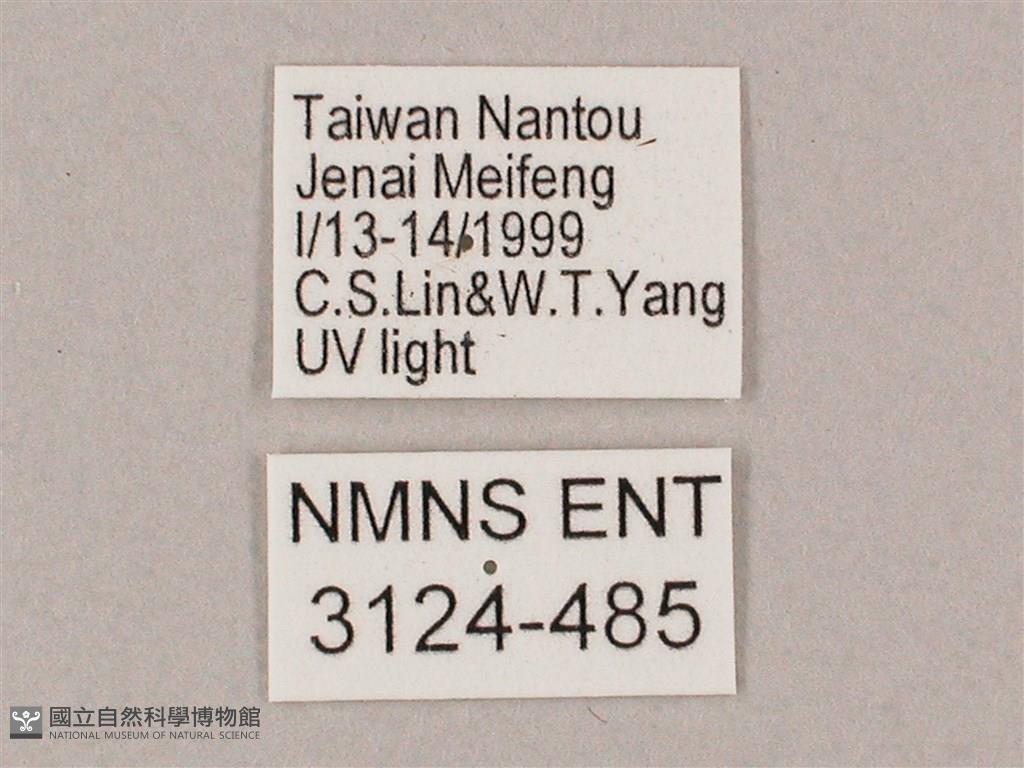 Taiwan Nantou
Jenai Meifeng
I/13-14/1999
C.S.Lin&W.T.Yang
UV light
NMNS ENT
3124-485
國立自然科學博物館
NATIONAL MUSEUM OF NATURAL SCIENCE